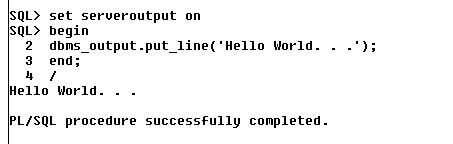 SQL> set serveroutput on
SQL> begin
2 dbms_output.put_line('Hello World. . .');
3 end;
4 /
Hello World. . .
PL/SQL procedure successfully completed.